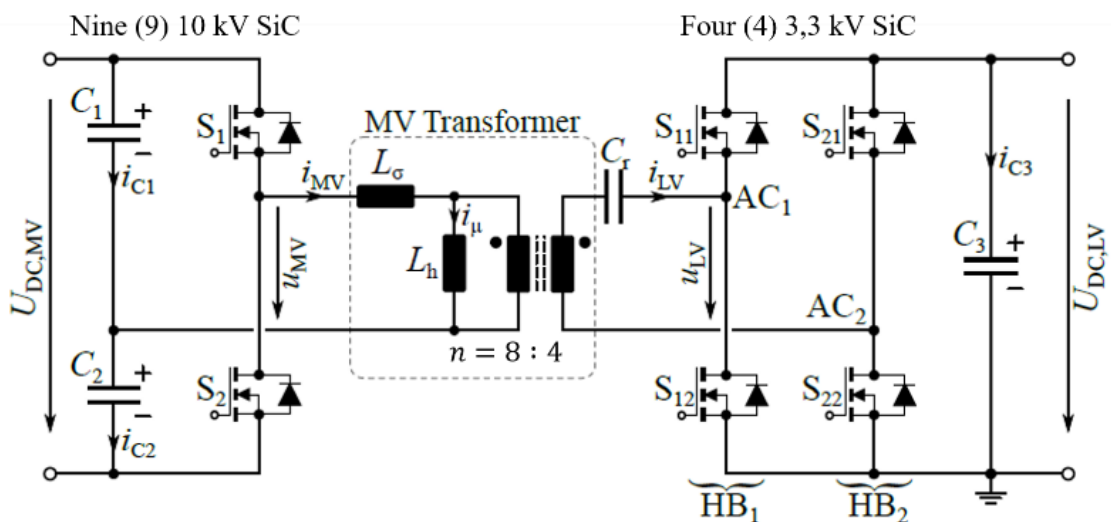 Nine (9) 10 kV SiC
Four (4) 3,3 kV SiC
C1
+
−
iC1
S1
MV Transformer
iMV
Lσ
iμ
Lh
n = 8 : 4
Cr
iLV
S11
S21
AC1
iC3
UDC,MV
uMV
uLV
C3
+
−
UDC,LV
AC2
C2
+
−
iC2
S2
S12
S22
HB1
HB2